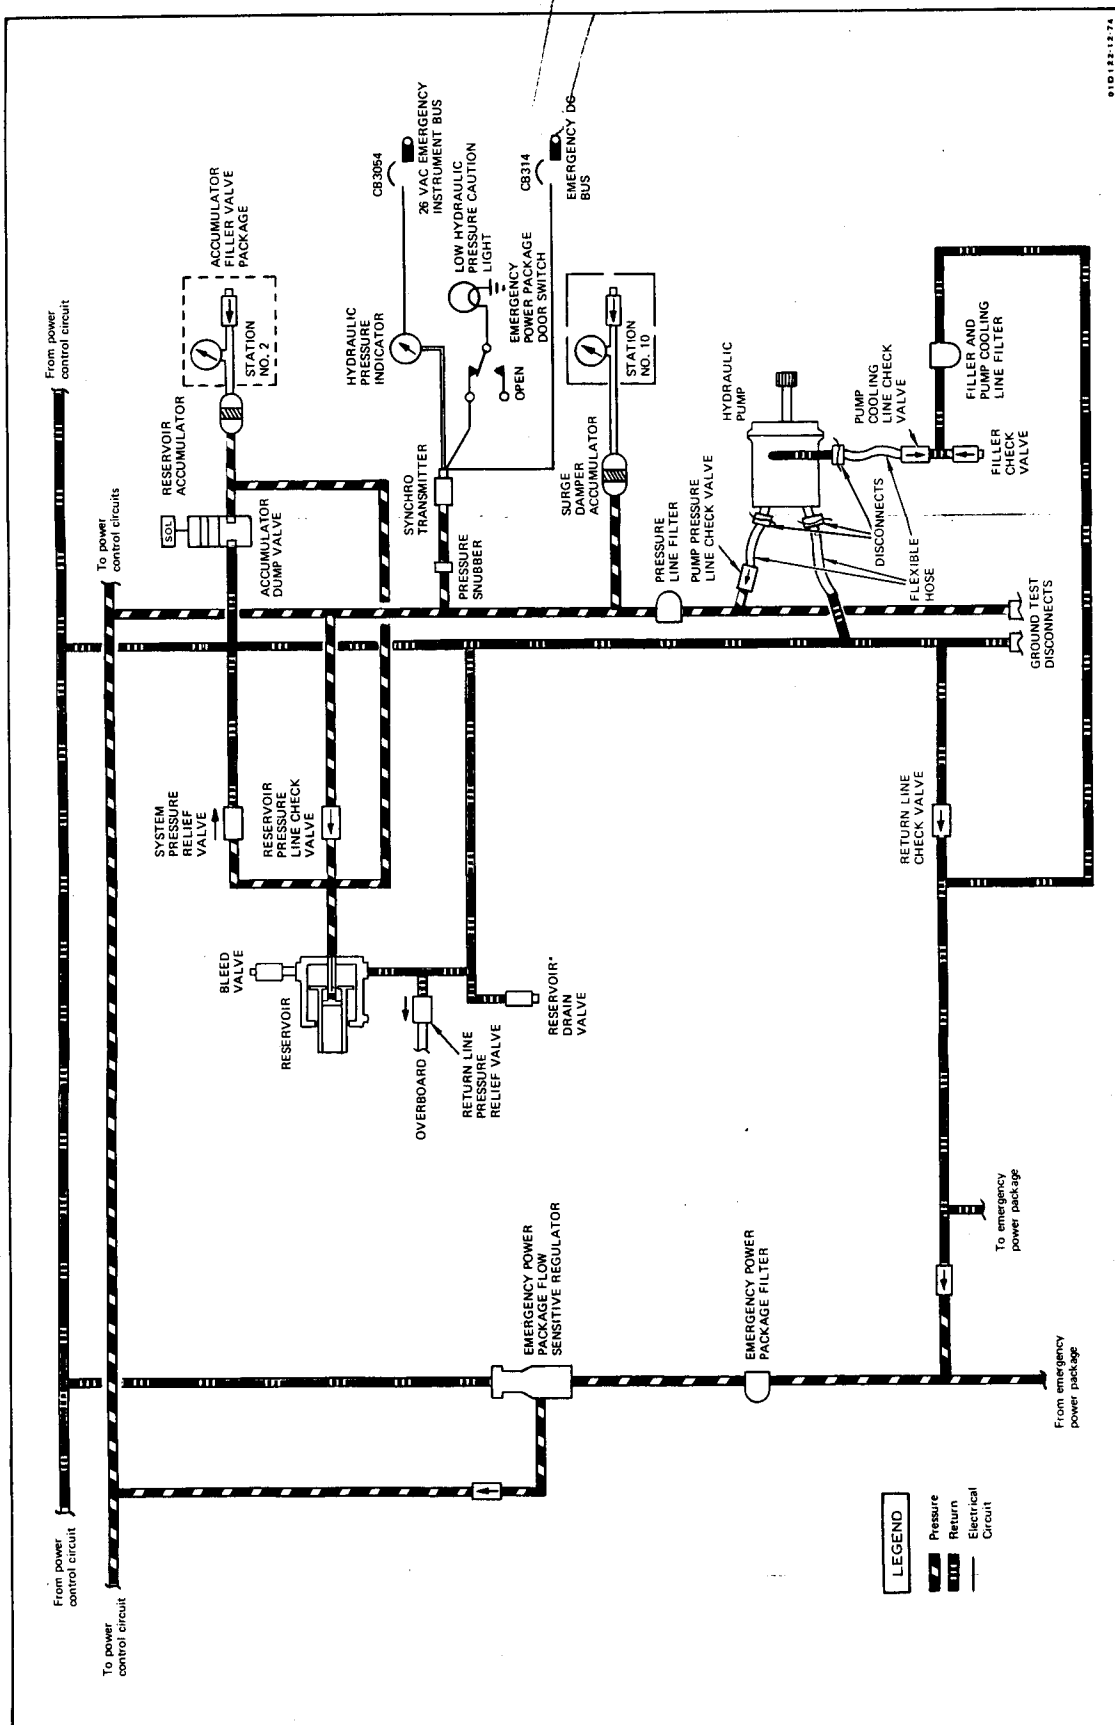 91D122-12-74
From power
control circuit
To power
control circuits
ACCUMULATOR
FILLER VALVE
PACKAGE
STATION
NO. 2
RESERVOIR
ACCUMULATOR
SOL
ACCUMULATOR
DUMP VALVE
CB3054
26 VAC EMERGENCY
INSTRUMENT BUS
HYDRAULIC
PRESSURE
INDICATOR
LOW HYDRAULIC
PRESSURE CAUTION
LIGHT
EMERGENCY
POWER PACKAGE
DOOR SWITCH
OPEN
CB314
EMERGENCY DC
BUS
SYNCHRO
TRANSMITTER
PRESSURE
SNUBBER
STATION
NO. 10
SURGE
DAMPER
ACCUMULATOR
PRESSURE
LINE FILTER
PUMP PRESSURE
LINE CHECK VALVE
HYDRAULIC
PUMP
DISCONNECTS
FLEXIBLE
HOSE
PUMP
COOLING
LINE CHECK
VALVE
FILLER AND
PUMP COOLING
LINE FILTER
FILLER
CHECK
VALVE
GROUND TEST
DISCONNECTS
SYSTEM
PRESSURE
RELIEF
VALVE
RESERVOIR
PRESSURE
LINE CHECK
VALVE
RETURN LINE
CHECK VALVE
BLEED
VALVE
RESERVOIR
OVERBOARD
RETURN LINE
PRESSURE
RELIEF VALVE
RESERVOIR
DRAIN
VALVE
EMERGENCY POWER
PACKAGE FLOW
SENSITIVE REGULATOR
EMERGENCY POWER
PACKAGE FILTER
To emergency
power package
From emergency
power package
From power
control circuit
To power
control circuit
LEGEND
Pressure
Return
Electrical
Circuit